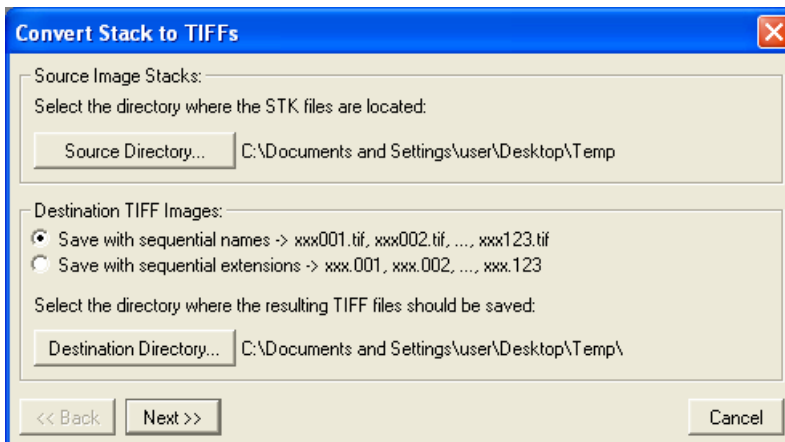 Convert Stack to TIFFs
Source Image Stacks:
Select the directory where the STK files are located:
Source Directory... C:\Documents and Settings\user\Desktop\Temp
Destination TIFF Images:
Save with sequential names -> xxx001.tif, xxx002.tif, ..., xxx123.tif
Save with sequential extensions -> xxx.001, xxx.002, ..., xxx.123
Select the directory where the resulting TIFF files should be saved:
Destination Directory... C:\Documents and Settings\user\Desktop\Temp\
<< Back Next >> Cancel